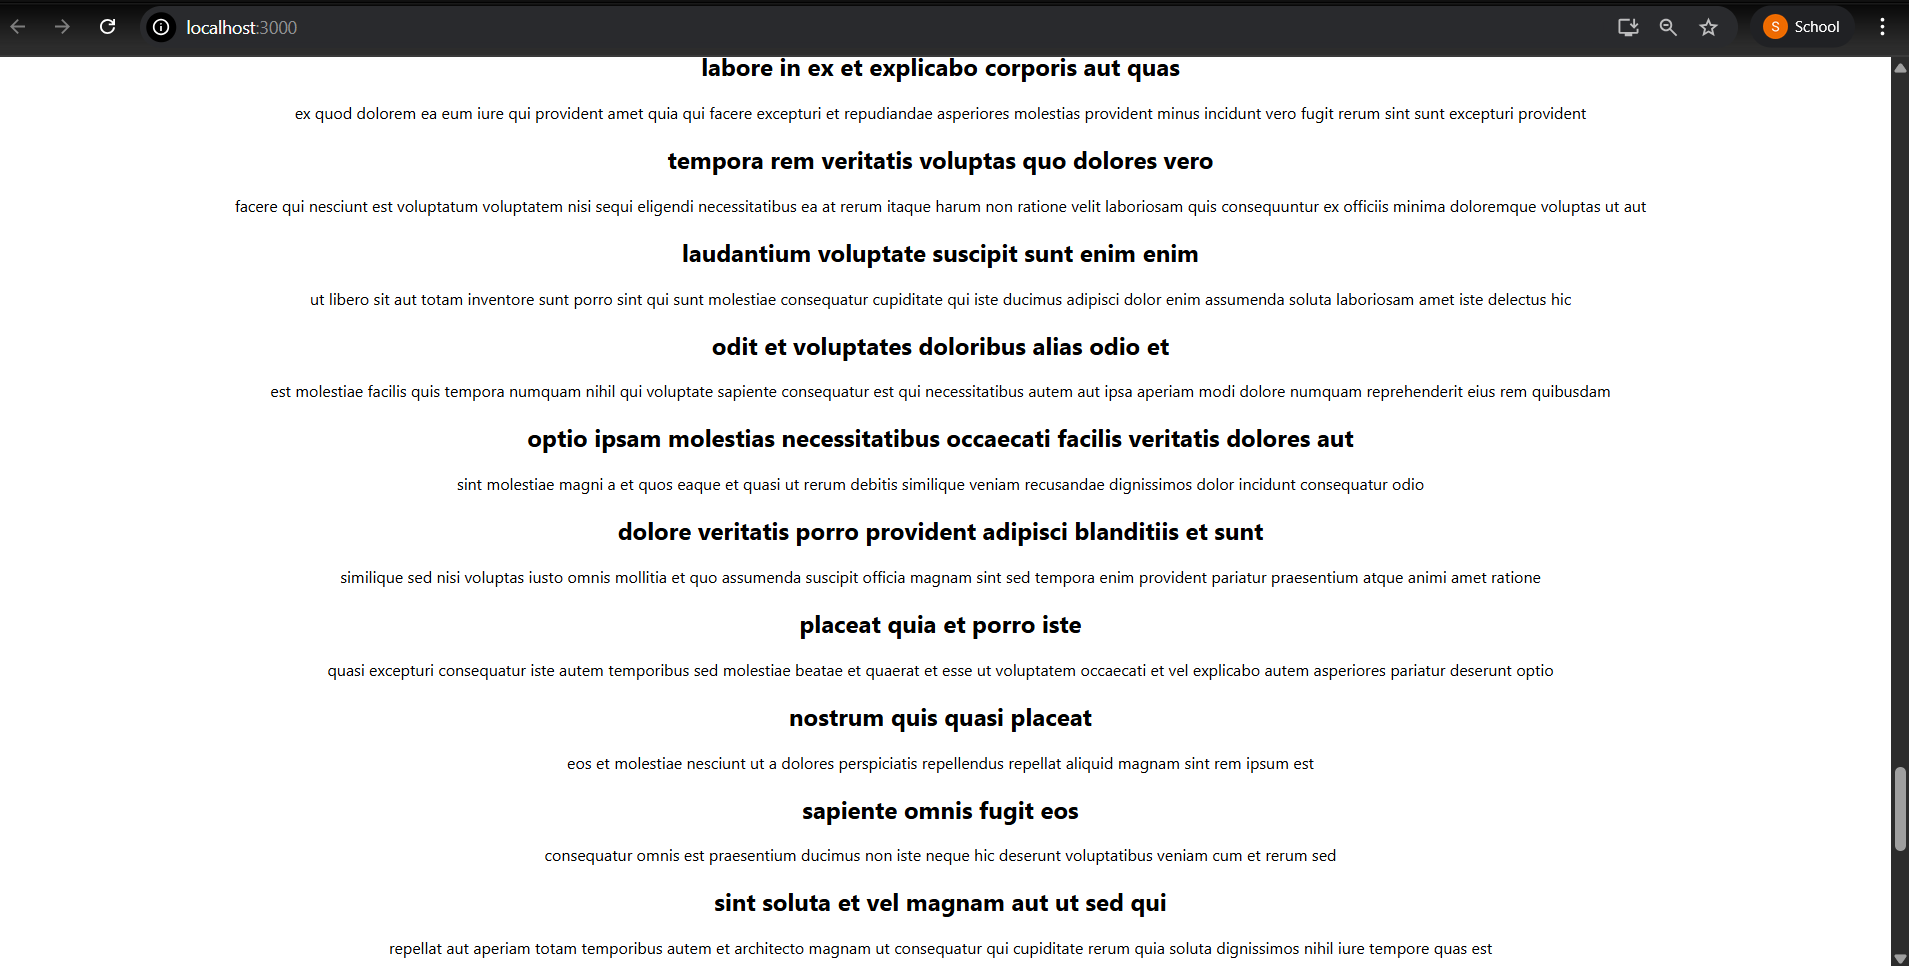 localhost:3000
S School
labore in ex et explicabo corporis aut quas
ex quod dolorem ea eum iure qui provident amet quia qui facere excepturi et repudiandae asperiores molestias provident minus incidunt vero fugit rerum sint sunt excepturi provident
tempora rem veritatis voluptas quo dolores vero
facere qui nesciunt est voluptatum voluptatem nisi sequi eligendi necessitatibus ea at rerum itaque harum non ratione velit laboriosam quis consequuntur ex officiis minima doloremque voluptas ut aut
laudantium voluptate suscipit sunt enim enim
ut libero sit aut totam inventore sunt porro sint qui sunt molestiae consequatur cupiditate qui iste ducimus adipisci dolor enim assumenda soluta laboriosam amet iste delectus hic
odit et voluptates doloribus alias odio et
est molestiae facilis quis tempora numquam nihil qui voluptate sapiente consequatur est qui necessitatibus autem aut ipsa aperiam modi dolore numquam reprehenderit eius rem quibusdam
optio ipsam molestias necessitatibus occaecati facilis veritatis dolores aut
sint molestiae magni a et quos eaque et quasi ut rerum debitis similique veniam recusandae dignissimos dolor incidunt consequatur odio
dolore veritatis porro provident adipisci blanditiis et sunt
similique sed nisi voluptas iusto omnis mollitia et quo assumenda suscipit officia magnam sint sed tempora enim provident pariatur praesentium atque animi amet ratione
placeat quia et porro iste
quasi excepturi consequatur iste autem temporibus sed molestiae beatae et quaerat et esse ut voluptatem occaecati et vel explicabo autem asperiores pariatur deserunt optio
nostrum quis quasi placeat
eos et molestiae nesciunt ut a dolores perspiciatis repellendus repellat aliquid magnam sint rem ipsum est
sapiente omnis fugit eos
consequatur omnis est praesentium ducimus non iste neque hic deserunt voluptatibus veniam cum et rerum sed
sint soluta et vel magnam aut ut sed qui
repellat aut aperiam totam temporibus autem et architecto magnam ut consequatur qui cupiditate rerum quia soluta dignissimos nihil iure tempore quas est